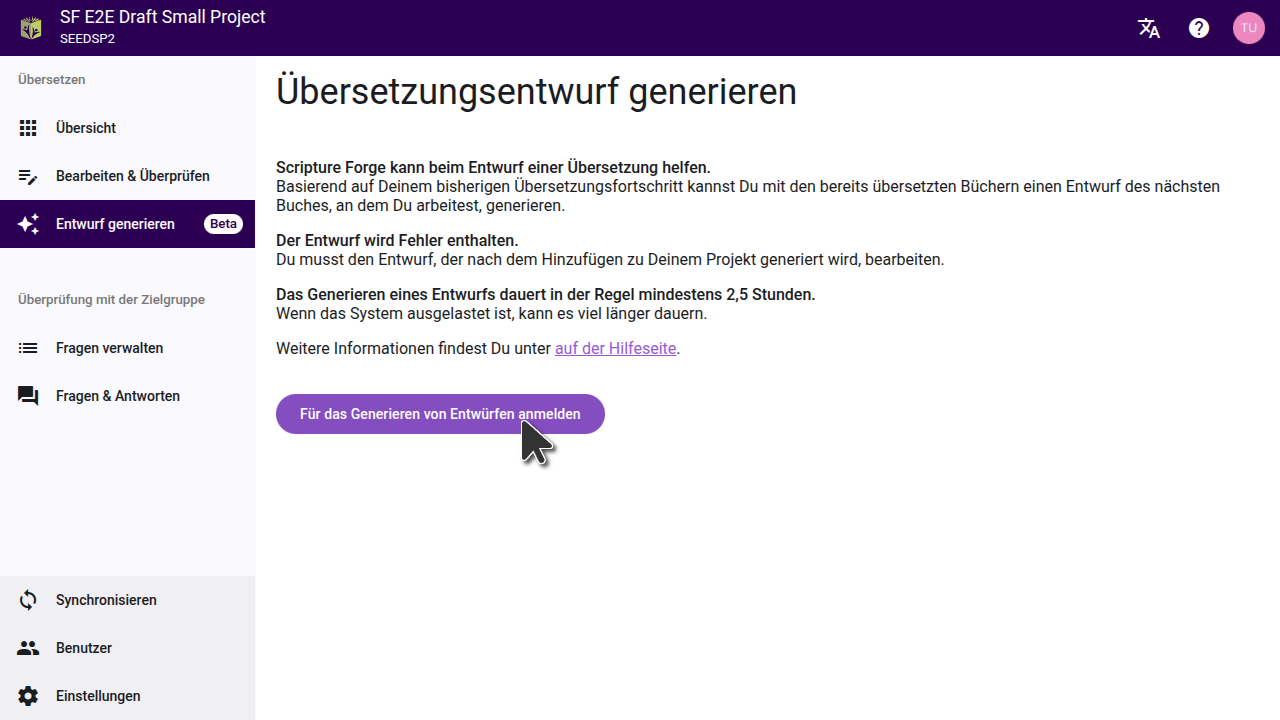 SF E2E Draft Small Project
SEEDSP2
TU
Übersetzen
Übersicht
Bearbeiten & Überprüfen
Entwurf generieren
Beta
Überprüfung mit der Zielgruppe
Fragen verwalten
Fragen & Antworten
Synchronisieren
Benutzer
Einstellungen
Übersetzungsentwurf generieren
Scripture Forge kann beim Entwurf einer Übersetzung helfen.
Basierend auf Deinem bisherigen Übersetzungsfortschritt kannst Du mit den bereits übersetzten Büchern einen Entwurf des nächsten
Buches, an dem Du arbeitest, generieren.
Der Entwurf wird Fehler enthalten.
Du musst den Entwurf, der nach dem Hinzufügen zu Deinem Projekt generiert wird, bearbeiten.
Das Generieren eines Entwurfs dauert in der Regel mindestens 2,5 Stunden.
Wenn das System ausgelastet ist, kann es viel länger dauern.
Weitere Informationen findest Du unter auf der Hilfeseite.
Für das Generieren von Entwürfen anmelden